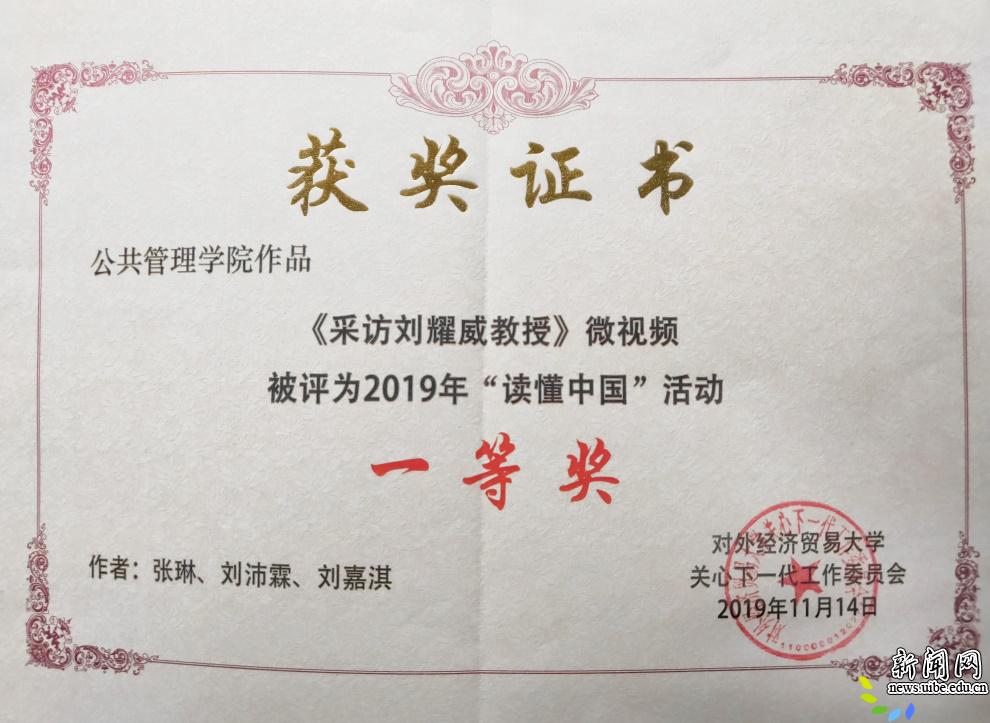 获奖证书
公共管理学院作品
《采访刘耀威教授》微视频
被评为2019年“读懂中国”活动
一等奖
作者：张琳、刘沛霖、刘嘉淇
对外经济贸易大学
关心下一代工作委员会
2019年11月14日
新闻网
news.uibe.edu.cn